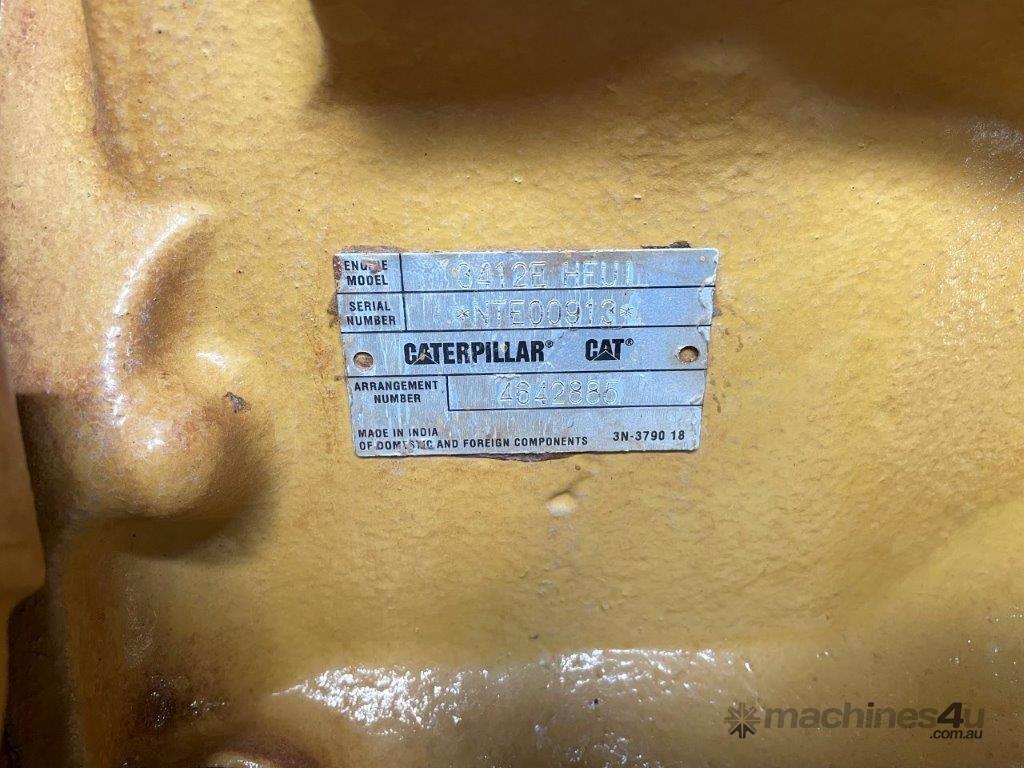 ENGINE MODEL 3412E HEUI
SERIAL NUMBER *NTE00913*
CATERPILLAR® CAT®
ARRANGEMENT NUMBER 4642885
MADE IN INDIA
OF DOMESTIC AND FOREIGN COMPONENTS 3N-3790 18
machines4u
.com.au